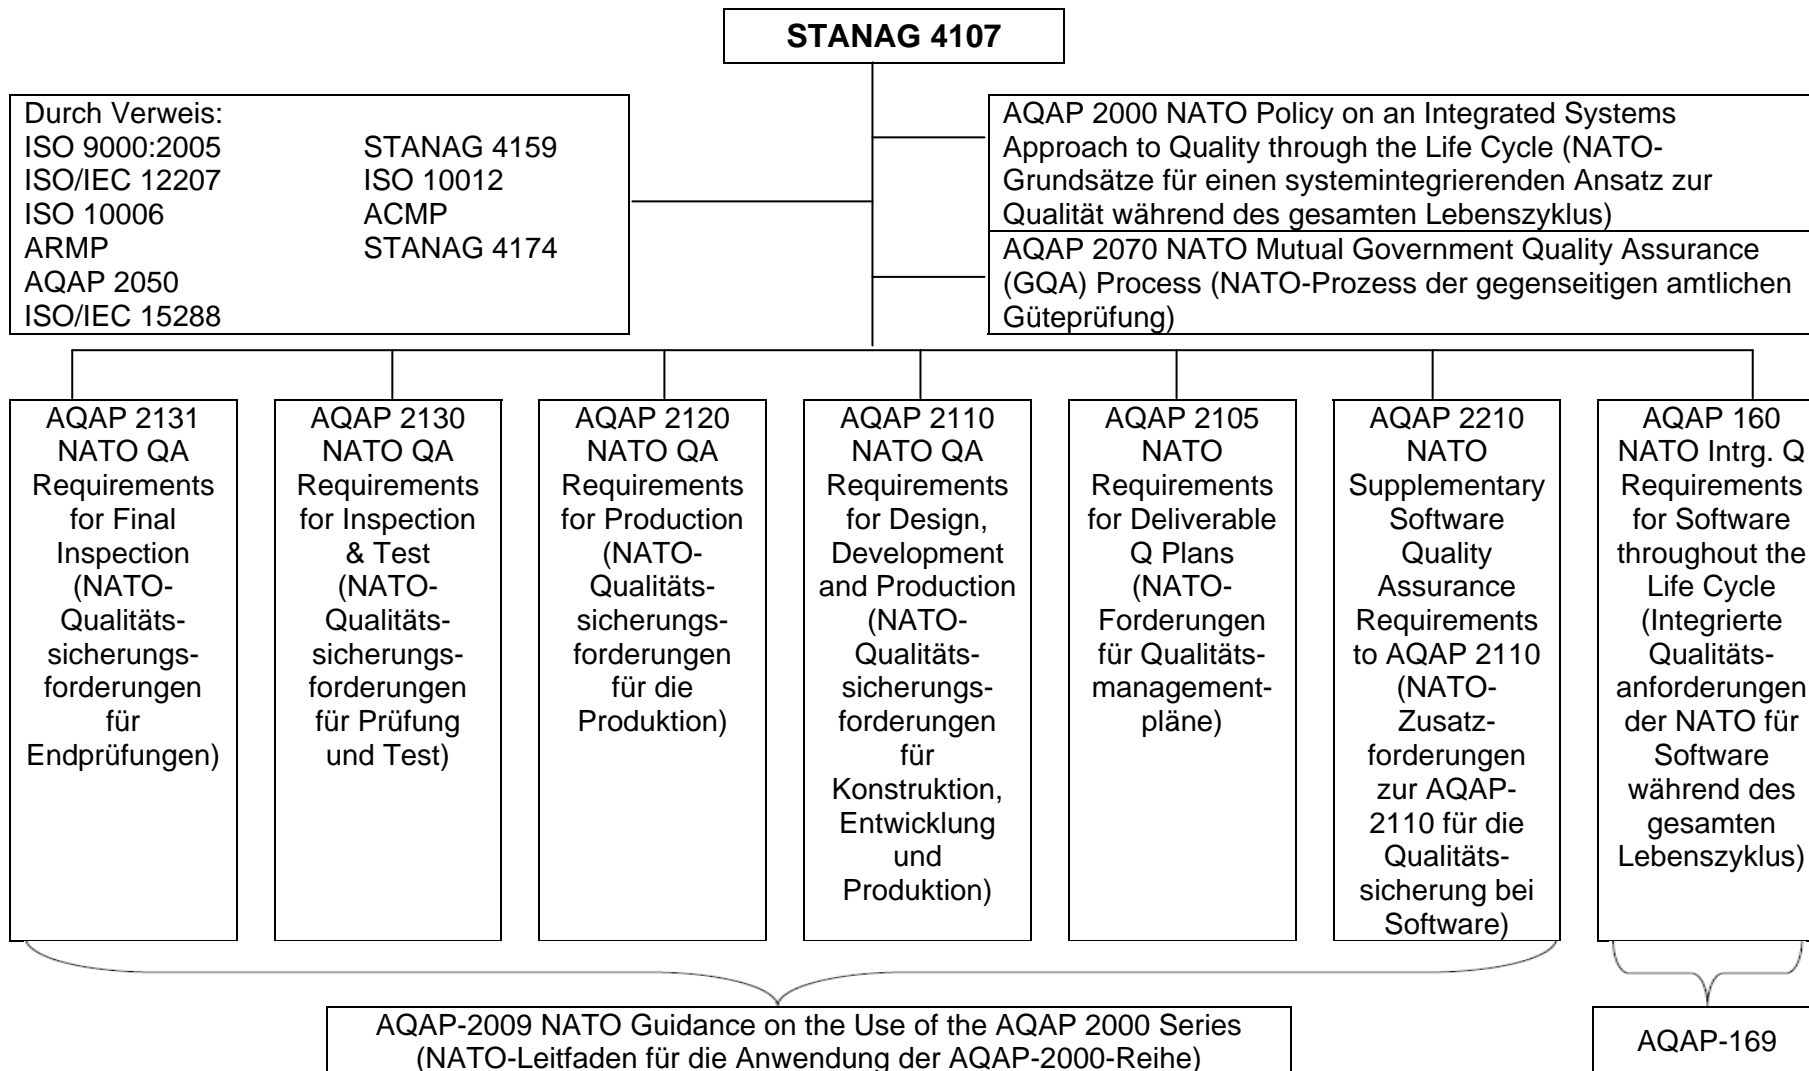 STANAG 4107
Durch Verweis:
ISO 9000:2005 STANAG 4159
ISO/IEC 12207 ISO 10012
ISO 10006 ACMP
ARMP STANAG 4174
AQAP 2050
ISO/IEC 15288
AQAP 2000 NATO Policy on an Integrated Systems
Approach to Quality through the Life Cycle (NATO-
Grundsätze für einen systemintegrierenden Ansatz zur
Qualität während des gesamten Lebenszyklus)
AQAP 2070 NATO Mutual Government Quality Assurance
(GQA) Process (NATO-Prozess der gegenseitigen amtlichen
Güteprüfung)
AQAP 2131
NATO QA
Requirements
for Final
Inspection
(NATO-
Qualitäts-
sicherungs-
forderungen
für
Endprüfungen)
AQAP 2130
NATO QA
Requirements
for Inspection
& Test
(NATO-
Qualitäts-
sicherungs-
forderungen
für Prüfung
und Test)
AQAP 2120
NATO QA
Requirements
for Production
(NATO-
Qualitäts-
sicherungs-
forderungen
für die
Produktion)
AQAP 2110
NATO QA
Requirements
for Design,
Development
and Production
(NATO-
Qualitäts-
sicherungs-
forderungen
für
Konstruktion,
Entwicklung
und
Produktion)
AQAP 2105
NATO
Requirements
for Deliverable
Q Plans
(NATO-
Forderungen
für Qualitäts-
management-
pläne)
AQAP 2210
NATO
Supplementary
Software
Quality
Assurance
Requirements
to AQAP 2110
(NATO-
Zusatz-
forderungen
zur AQAP-
2110 für die
Qualitäts-
sicherung bei
Software)
AQAP 160
NATO Intrg. Q
Requirements
for Software
throughout the
Life Cycle
(Integrierte
Qualitäts-
anforderungen
der NATO für
Software
während des
gesamten
Lebenszyklus)
AQAP-2009 NATO Guidance on the Use of the AQAP 2000 Series
(NATO-Leitfaden für die Anwendung der AQAP-2000-Reihe)
AQAP-169